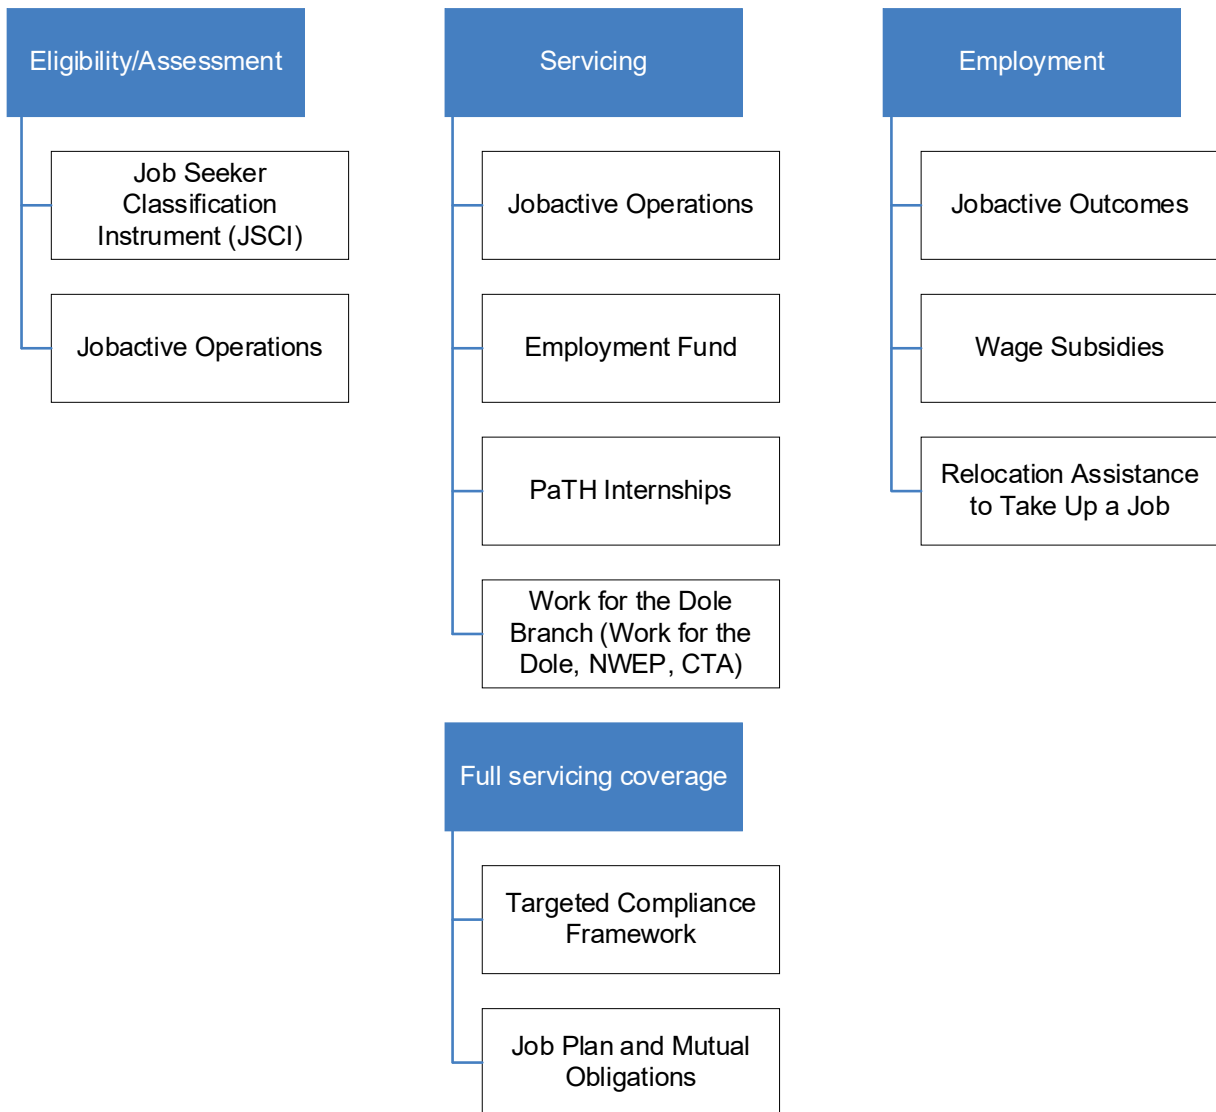 Eligibility/Assessment
Job Seeker
Classification
Instrument (JSCI)
Jobactive Operations
Servicing
Jobactive Operations
Employment Fund
PaTH Internships
Work for the Dole
Branch (Work for the
Dole, NWEP, CTA)
Full servicing coverage
Targeted Compliance
Framework
Job Plan and Mutual
Obligations
Employment
Jobactive Outcomes
Wage Subsidies
Relocation Assistance
to Take Up a Job